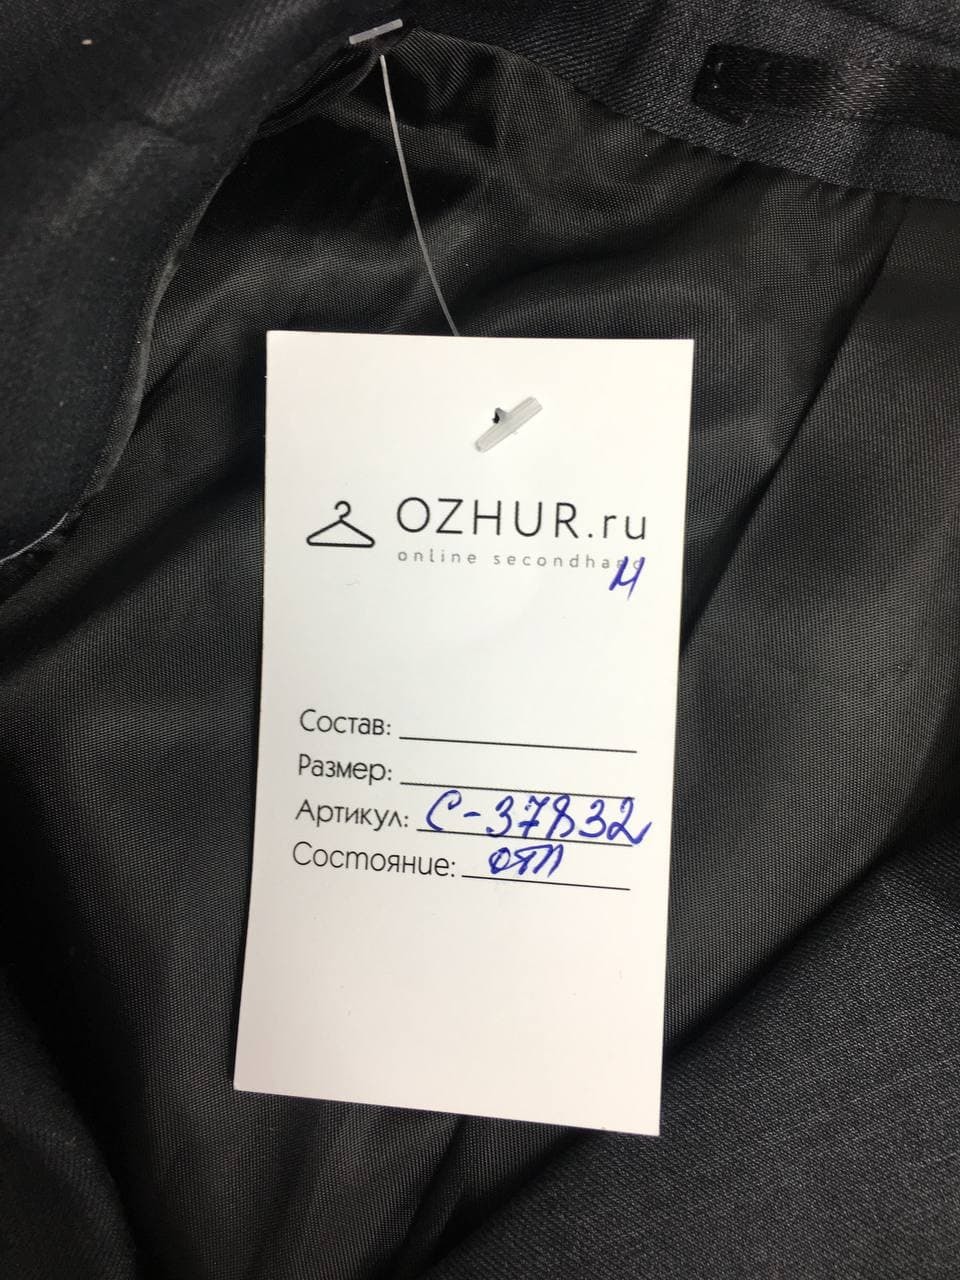 OZHUR.ru
online secondhand
М
Состав:
Размер:
Артикул: С-37832
Состояние: отл